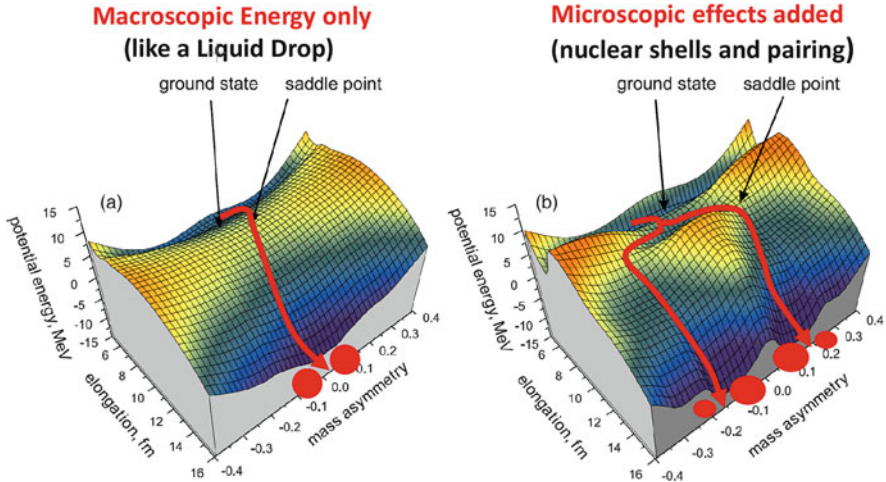 Macroscopic Energy only
(like a Liquid Drop)
ground state
saddle point
(a)
potential energy, MeV
15
10
5
0
-5
-10
-15
6
8
10
12
14
16
elongation, fm
-0.4
-0.3
-0.2
-0.1
0.0
0.1
0.2
0.3
0.4
mass asymmetry
Microscopic effects added
(nuclear shells and pairing)
ground state
saddle point
(b)
potential energy, MeV
15
10
5
0
-5
-10
-15
6
8
10
12
14
16
elongation, fm
-0.4
-0.3
-0.2
-0.1
0.0
0.1
0.2
0.3
0.4
mass asymmetry